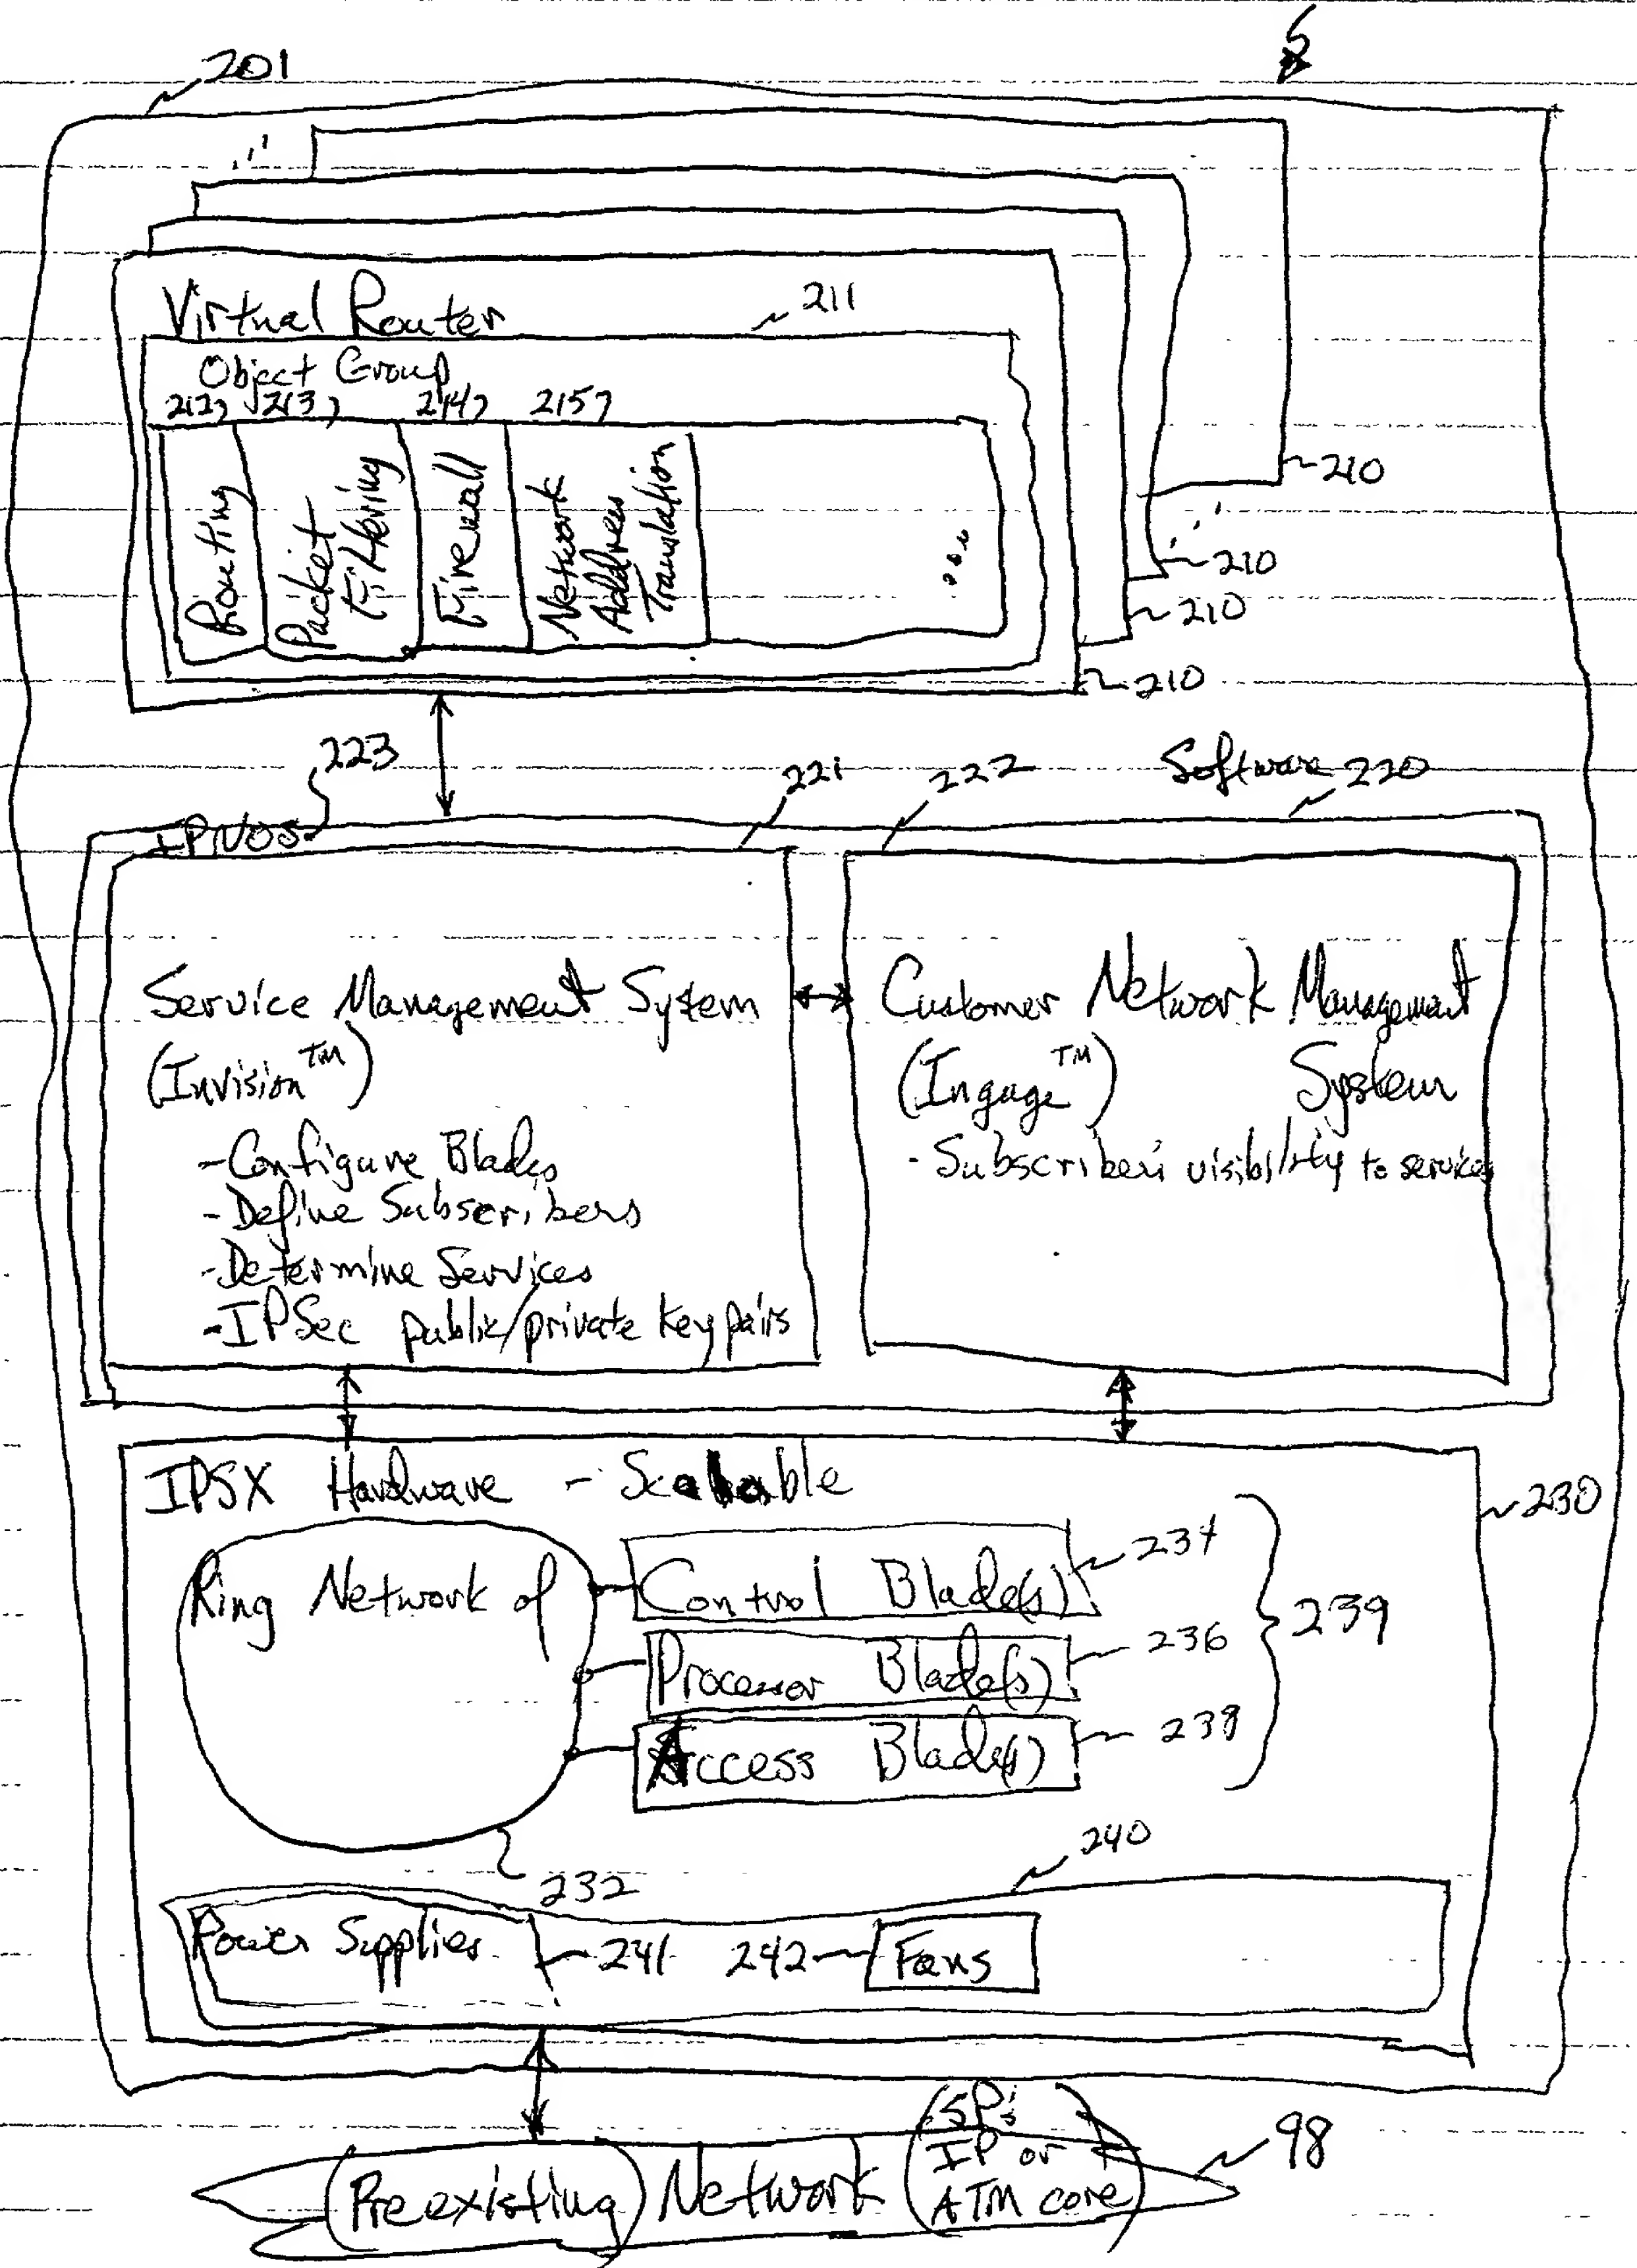 201
Virtual Router
211
Object Group
212 213 214 215
Routing
Packet
Filtering
Firewall
Network
Address
Translation
...
210
210
210
210
223
221
222
Software 220
IPNOS
Service Management System
(Invision™)
-Configure Blades
-Define Subscribers
-Determine Services
-IPSec public/private key pairs
Customer Network Management
(Ingage™) System
- Subscriber's visibility to services
IPSX Hardware - Scalable
230
Ring Network of
Control Blade(s)
234
Processor Blade(s)
236
Access Blade(s)
238
239
232
240
Power Supplies
241
242
Fans
(Preexisting) Network
(SP's
IP or
ATM core)
98